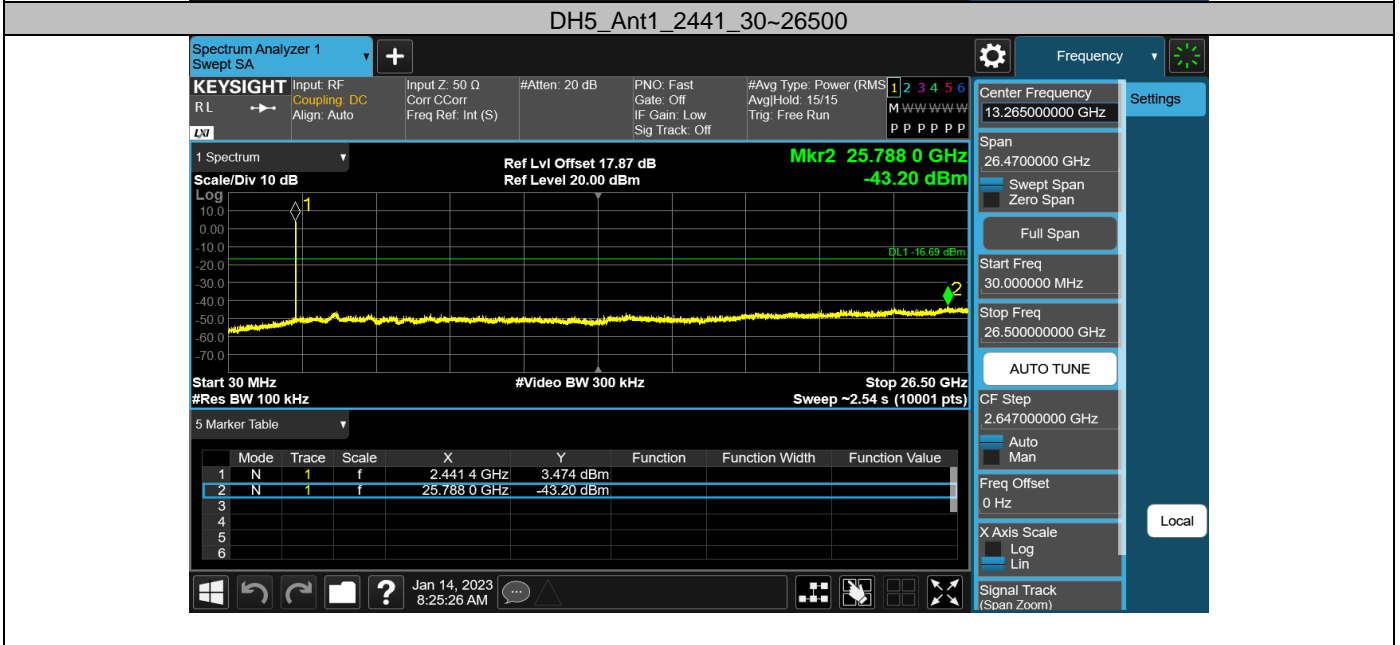 DH5_Ant1_2441_30~26500
Spectrum Analyzer 1
Swept SA
+
Frequency
KEYSIGHT
RL
LXI
Input: RF
Coupling: DC
Align: Auto
Input Z: 50 Ω
Corr CCorr
Freq Ref: Int (S)
#Atten: 20 dB
PNO: Fast
Gate: Off
IF Gain: Low
Sig Track: Off
#Avg Type: Power (RMS
Avg|Hold: 15/15
Trig: Free Run
1 2 3 4 5 6
M W W W W W
P P P P P P
1 Spectrum
Scale/Div 10 dB
Ref Lvl Offset 17.87 dB
Ref Level 20.00 dBm
Mkr2 25.788 0 GHz
-43.20 dBm
Log
10.0
0.00
-10.0
-20.0
-30.0
-40.0
-50.0
-60.0
-70.0
1
DL1 -16.69 dBm
2
Start 30 MHz
#Res BW 100 kHz
#Video BW 300 kHz
Stop 26.50 GHz
Sweep ~2.54 s (10001 pts)
5 Marker Table
Mode Trace Scale X Y Function Function Width Function Value
1 N 1 f 2.441 4 GHz 3.474 dBm
2 N 1 f 25.788 0 GHz -43.20 dBm
3
4
5
6
?
Jan 14, 2023
8:25:26 AM
Center Frequency
13.265000000 GHz
Span
26.4700000 GHz
Swept Span
Zero Span
Full Span
Start Freq
30.000000 MHz
Stop Freq
26.500000000 GHz
AUTO TUNE
CF Step
2.647000000 GHz
Auto
Man
Freq Offset
0 Hz
X Axis Scale
Log
Lin
Signal Track
(Span Zoom)
Settings
Local